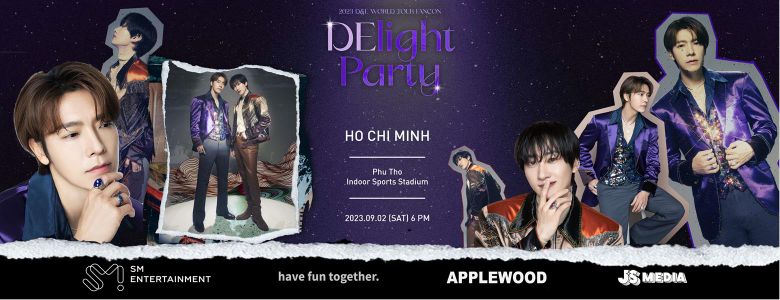 2023 D&E WORLD TOUR FANCON
DElight
Party
HO CHI MINH
Phu Tho
Indoor Sports Stadium
2023.09.02 (SAT) 6 PM
SM
ENTERTAINMENT
have fun together.
APPLEWOOD
JS MEDIA